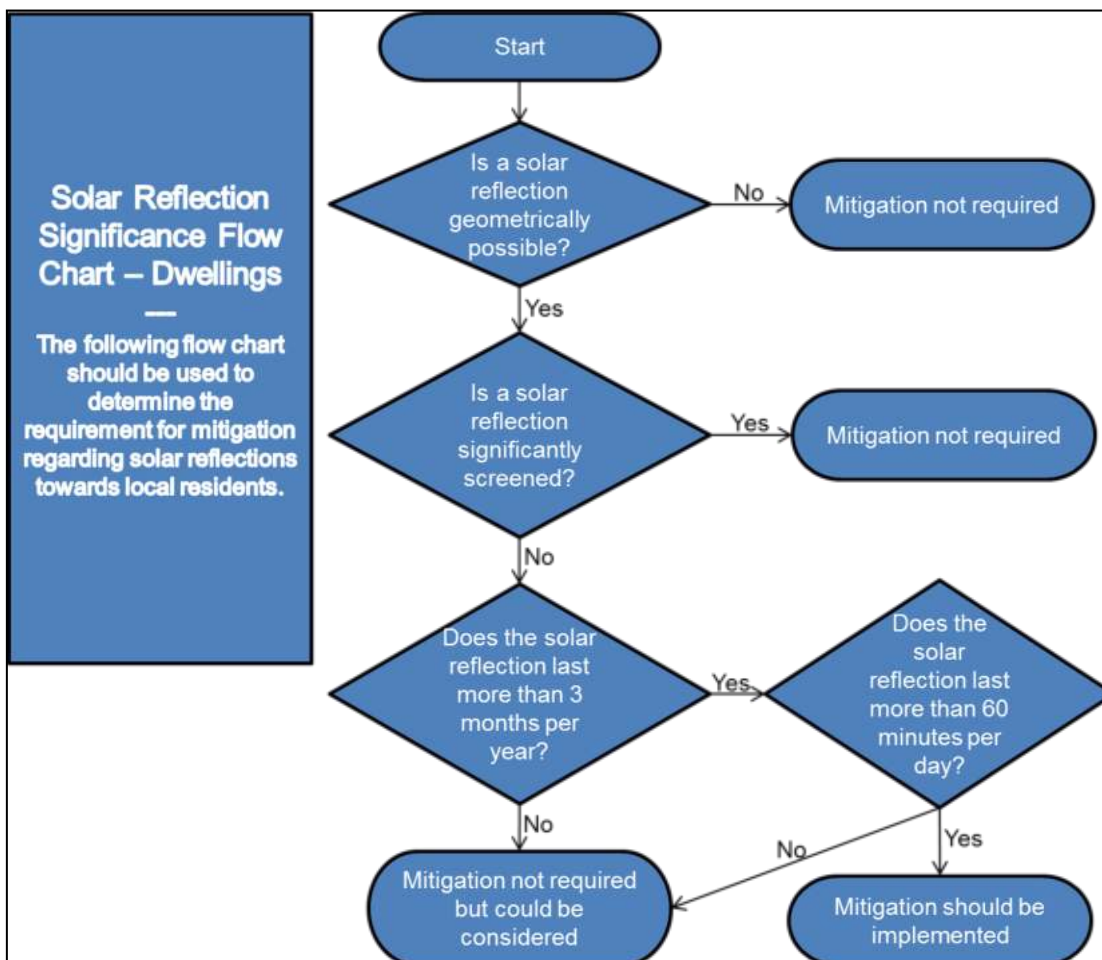 Solar Reflection
Significance Flow
Chart – Dwellings
—
The following flow chart
should be used to
determine the
requirement for mitigation
regarding solar reflections
towards local residents.
Start
Is a solar
reflection
geometrically
possible?
No
Mitigation not required
Yes
Is a solar
reflection
significantly
screened?
Yes
Mitigation not required
No
Does the solar
reflection last
more than 3
months per
year?
Yes
Does the
solar
reflection last
more than 60
minutes per
day?
No
No
Yes
Mitigation not required
but could be
considered
Mitigation should be
implemented